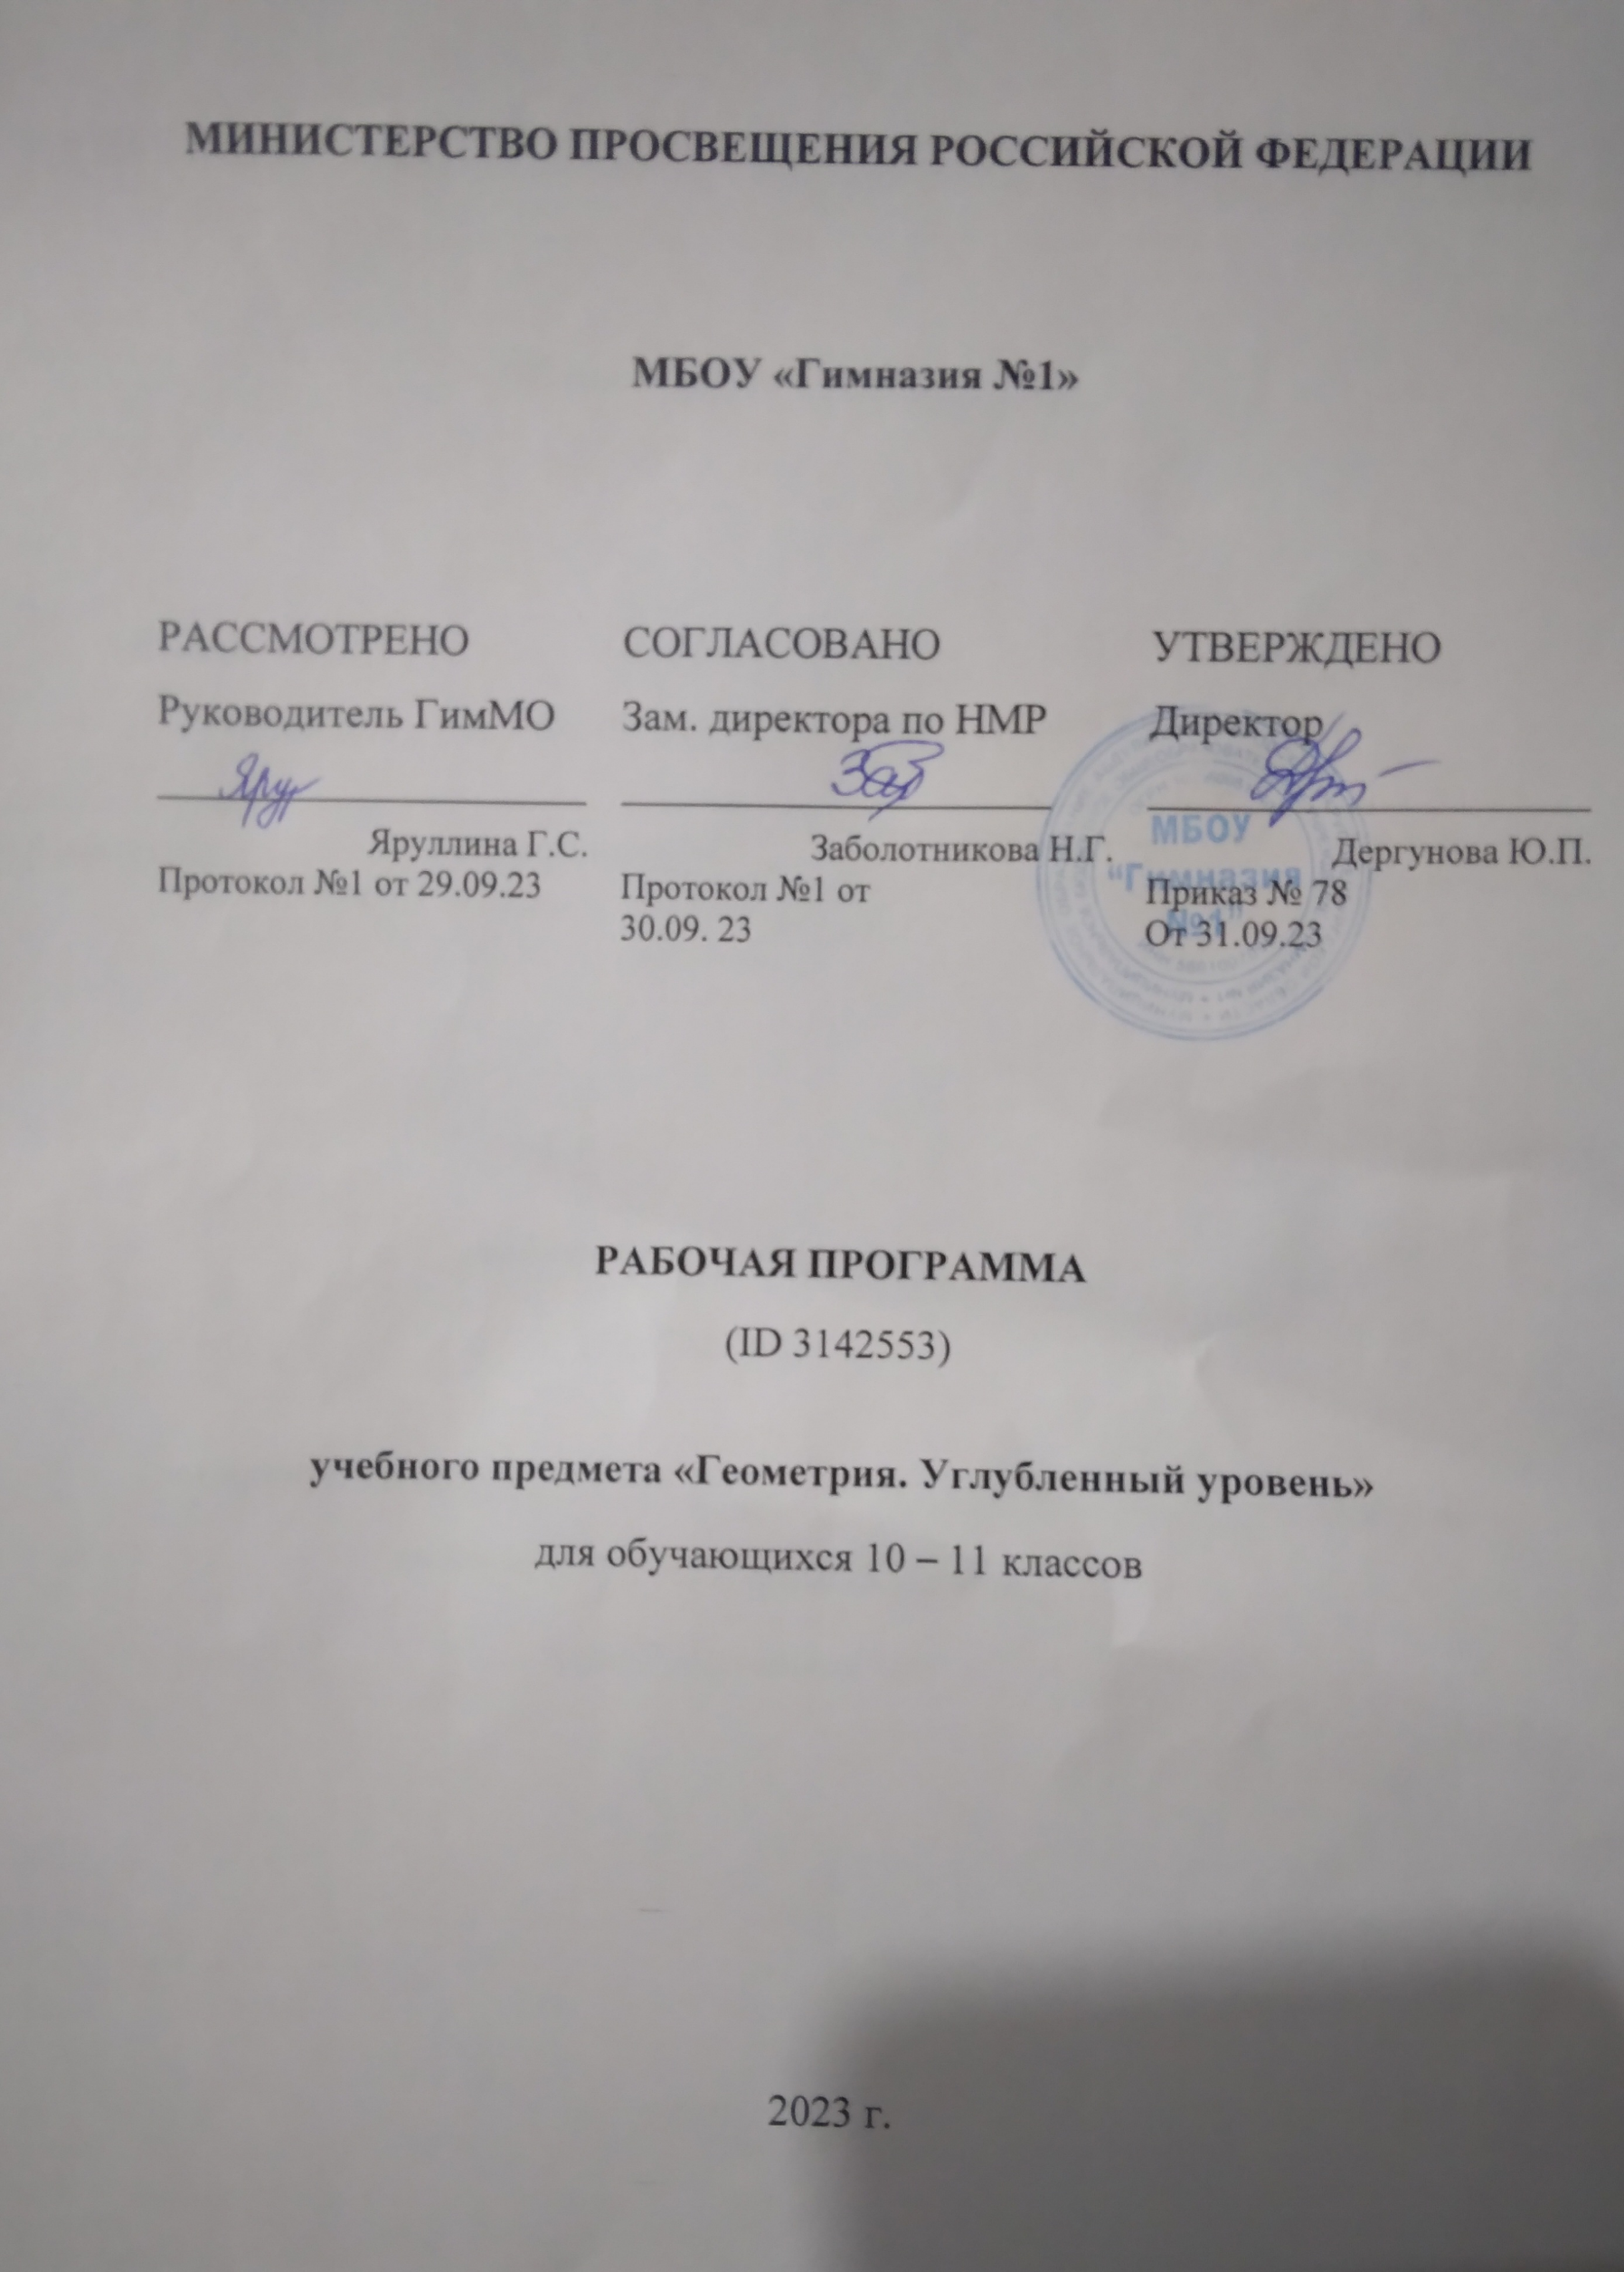 МИНИСТЕРСТВО ПРОСВЕЩЕНИЯ РОССИЙСКОЙ ФЕДЕРАЦИИ
МБОУ «Гимназия №1»
РАССМОТРЕНО
Руководитель ГимМО
Яруллина Г.С.
Протокол №1 от 29.09.23
СОГЛАСОВАНО
Зам. директора по НМР
Заболотникова Н.Г.
Протокол №1 от
30.09. 23
УТВЕРЖДЕНО
Директор
Дергунова Ю.П.
Приказ № 78
От 31.09.23
МБОУ
“Гимназия
№1”
РАБОЧАЯ ПРОГРАММА
(ID 3142553)
учебного предмета «Геометрия. Углубленный уровень»
для обучающихся 10 – 11 классов
2023 г.